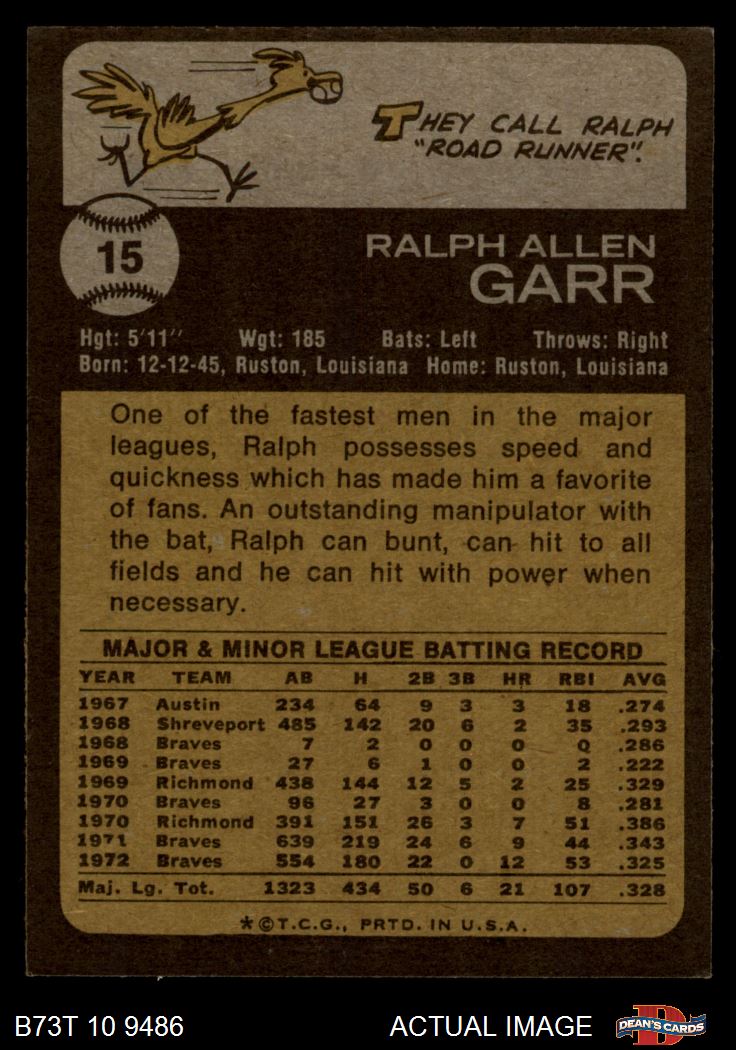 THEY CALL RALPH
"ROAD RUNNER".
15
RALPH ALLEN
GARR
Hgt: 5'11" Wgt: 185 Bats: Left Throws: Right
Born: 12-12-45, Ruston, Louisiana Home: Ruston, Louisiana
One of the fastest men in the major
leagues, Ralph possesses speed and
quickness which has made him a favorite
of fans. An outstanding manipulator with
the bat, Ralph can bunt, can hit to all
fields and he can hit with power when
necessary.
MAJOR & MINOR LEAGUE BATTING RECORD
YEAR TEAM AB H 2B 3B HR RBI AVG
1967 Austin 234 64 9 3 3 18 .274
1968 Shreveport 485 142 20 6 2 35 .293
1968 Braves 7 2 0 0 0 0 .286
1969 Braves 27 6 1 0 0 2 .222
1969 Richmond 438 144 12 5 2 25 .329
1970 Braves 96 27 3 0 0 8 .281
1970 Richmond 391 151 26 3 7 51 .386
1971 Braves 639 219 24 6 9 44 .343
1972 Braves 554 180 22 0 12 53 .325
Maj. Lg. Tot. 1323 434 50 6 21 107 .328
*©T.C.G., PRTD. IN U.S.A.
B73T 10 9486 ACTUAL IMAGE D DEAN'S CARDS